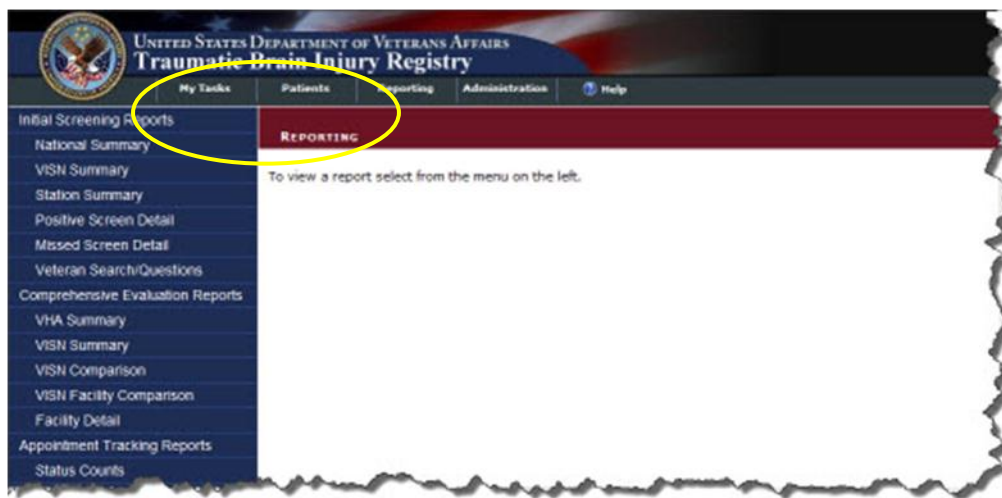 UNITED STATES DEPARTMENT OF VETERANS AFFAIRS
Traumatic Brain Injury Registry
My Tasks Patients Reporting Administration ? Help
Initial Screening Reports
National Summary
VISN Summary
Station Summary
Positive Screen Detail
Missed Screen Detail
Veteran Search/Questions
Comprehensive Evaluation Reports
VHA Summary
VISN Summary
VISN Comparison
VISN Facility Comparison
Facility Detail
Appointment Tracking Reports
Status Counts
REPORTING
To view a report select from the menu on the left.